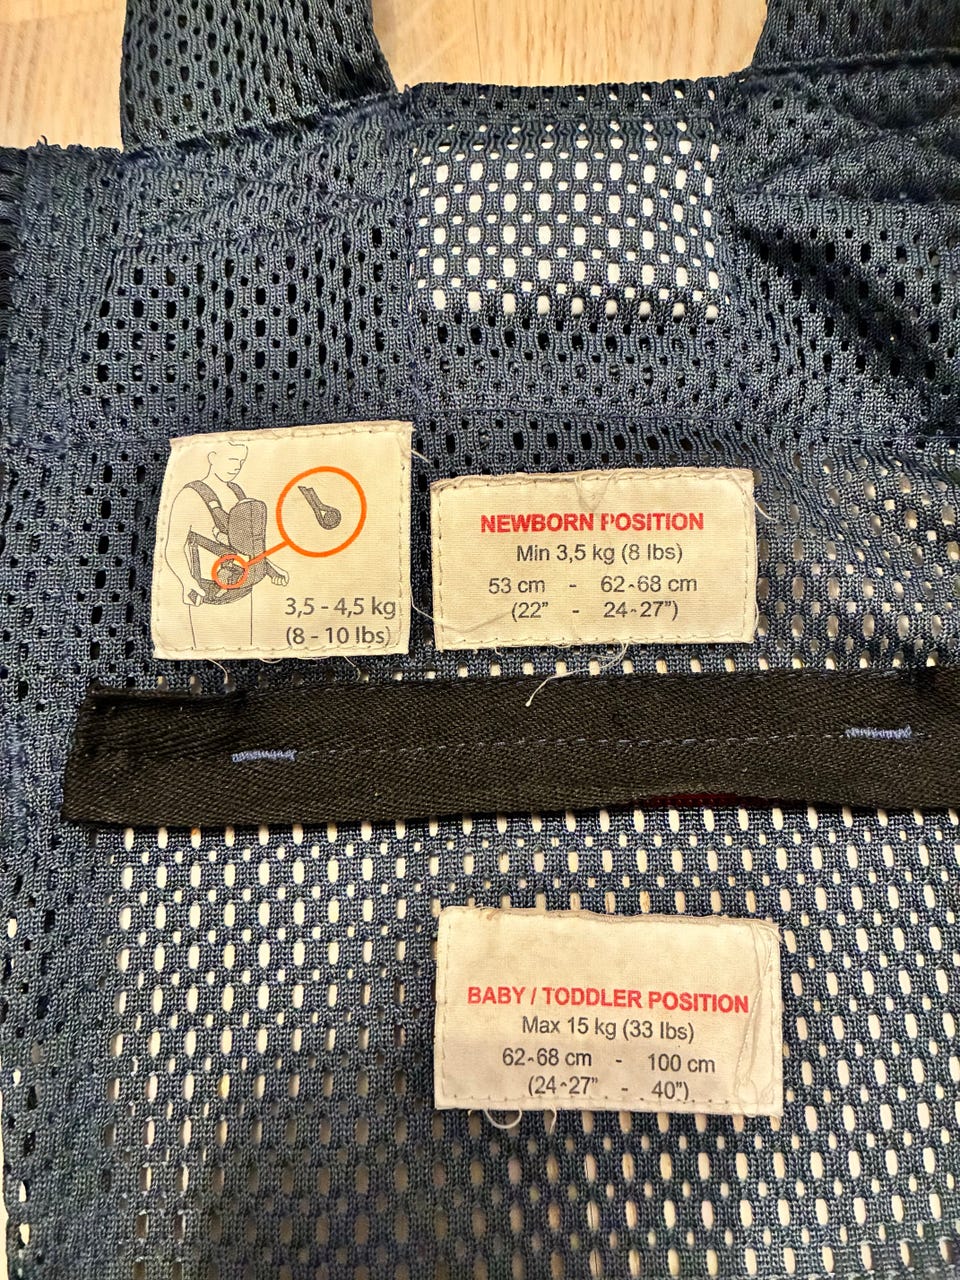 3,5 - 4,5 kg
(8 - 10 lbs)
NEWBORN POSITION
Min 3,5 kg (8 lbs)
53 cm - 62-68 cm
(22" - 24-27")
BABY / TODDLER POSITION
Max 15 kg (33 lbs)
62-68 cm - 100 cm
(24-27" - 40")